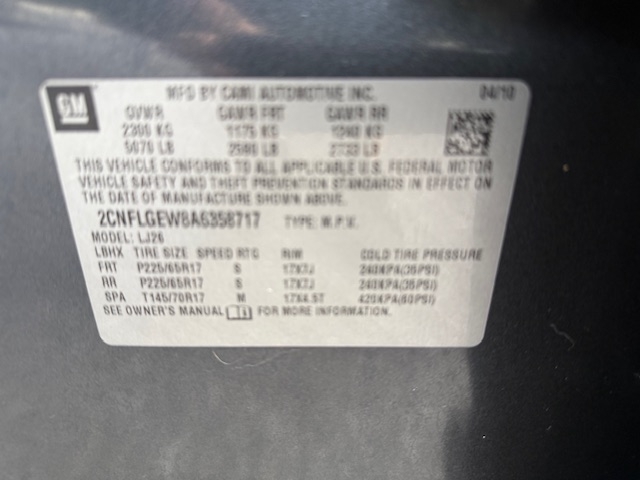 GM
MFD BY CAMI AUTOMOTIVE INC. 04/10
GVWR GAWR FRT GAWR RR
2300 KG 1175 KG 1240 KG
5070 LB 2590 LB 2733 LB
THIS VEHICLE CONFORMS TO ALL APPLICABLE U.S. FEDERAL MOTOR
VEHICLE SAFETY AND THEFT PREVENTION STANDARDS IN EFFECT ON
THE DATE OF MANUFACTURE SHOWN ABOVE.
TYPE: M.P.V.
MODEL: LJ26
LBHX TIRE SIZE SPEED RTG RIM COLD TIRE PRESSURE
FRT P225/65R17 S 17X7J 240KPA(35PSI)
RR P225/65R17 S 17X7J 240KPA(35PSI)
SPA T145/70R17 M 17X4.5T 420KPA(60PSI)
SEE OWNER'S MANUAL FOR MORE INFORMATION.